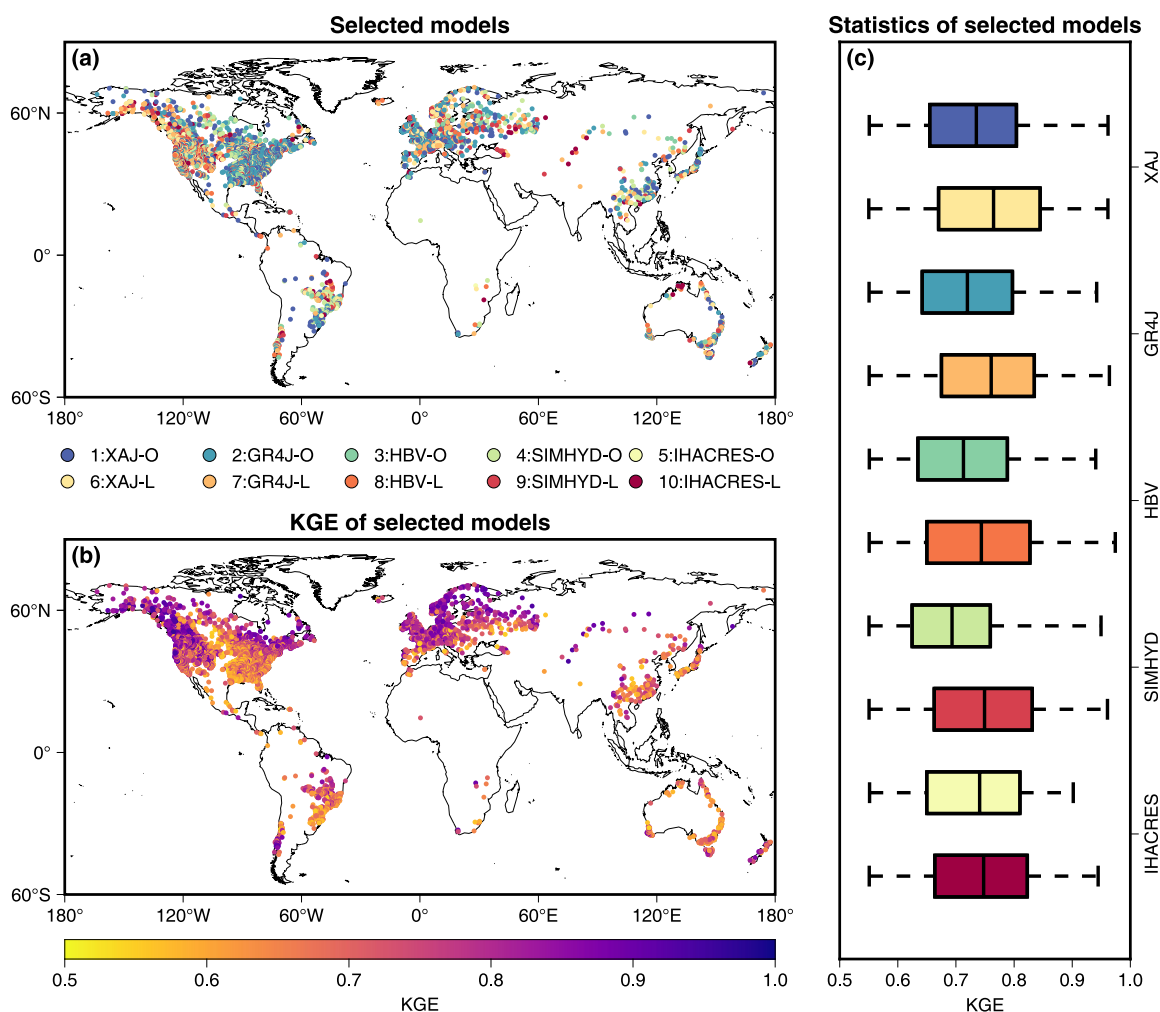 Selected models
(a)
60°N
0°
60°S
180° 120°W 60°W 0° 60°E 120°E 180°
1:XAJ-O 2:GR4J-O 3:HBV-O 4:SIMHYD-O 5:IHACRES-O
6:XAJ-L 7:GR4J-L 8:HBV-L 9:SIMHYD-L 10:IHACRES-L
KGE of selected models
(b)
60°N
0°
60°S
180° 120°W 60°W 0° 60°E 120°E 180°
0.5 0.6 0.7 0.8 0.9 1.0
KGE
Statistics of selected models
(c)
XAJ
GR4J
HBV
SIMHYD
IHACRES
0.5 0.6 0.7 0.8 0.9 1.0
KGE